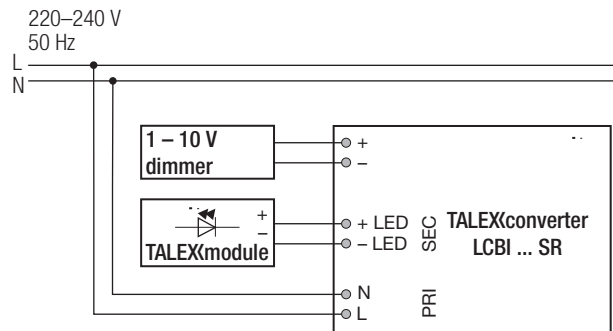 220–240 V
50 Hz
L
N
1 – 10 V
dimmer
+
–
+
–
TALEXmodule
+ LED
– LED
SEC
TALEXconverter
LCBI ... SR
N
L
PRI